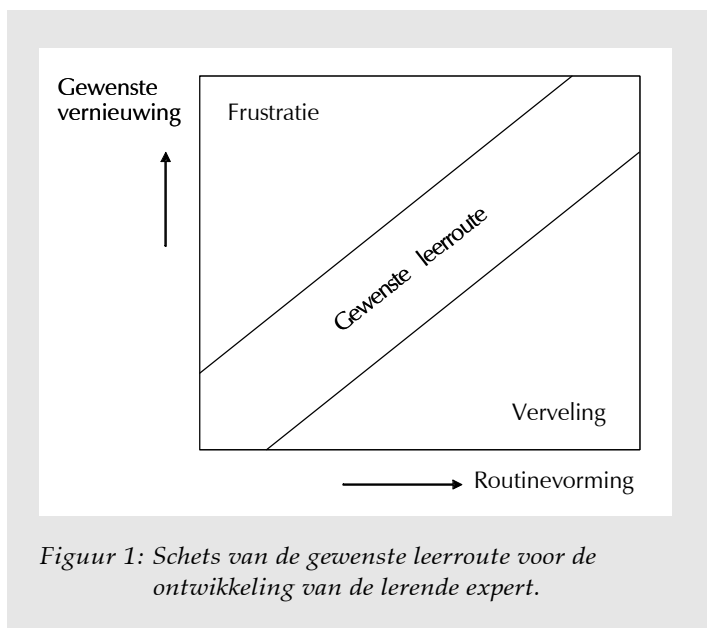 Gewenste
vernieuwing
Frustratie
Gewenste leerroute
Verveling
Routinevorming
Figuur 1: Schets van de gewenste leerroute voor de
ontwikkeling van de lerende expert.